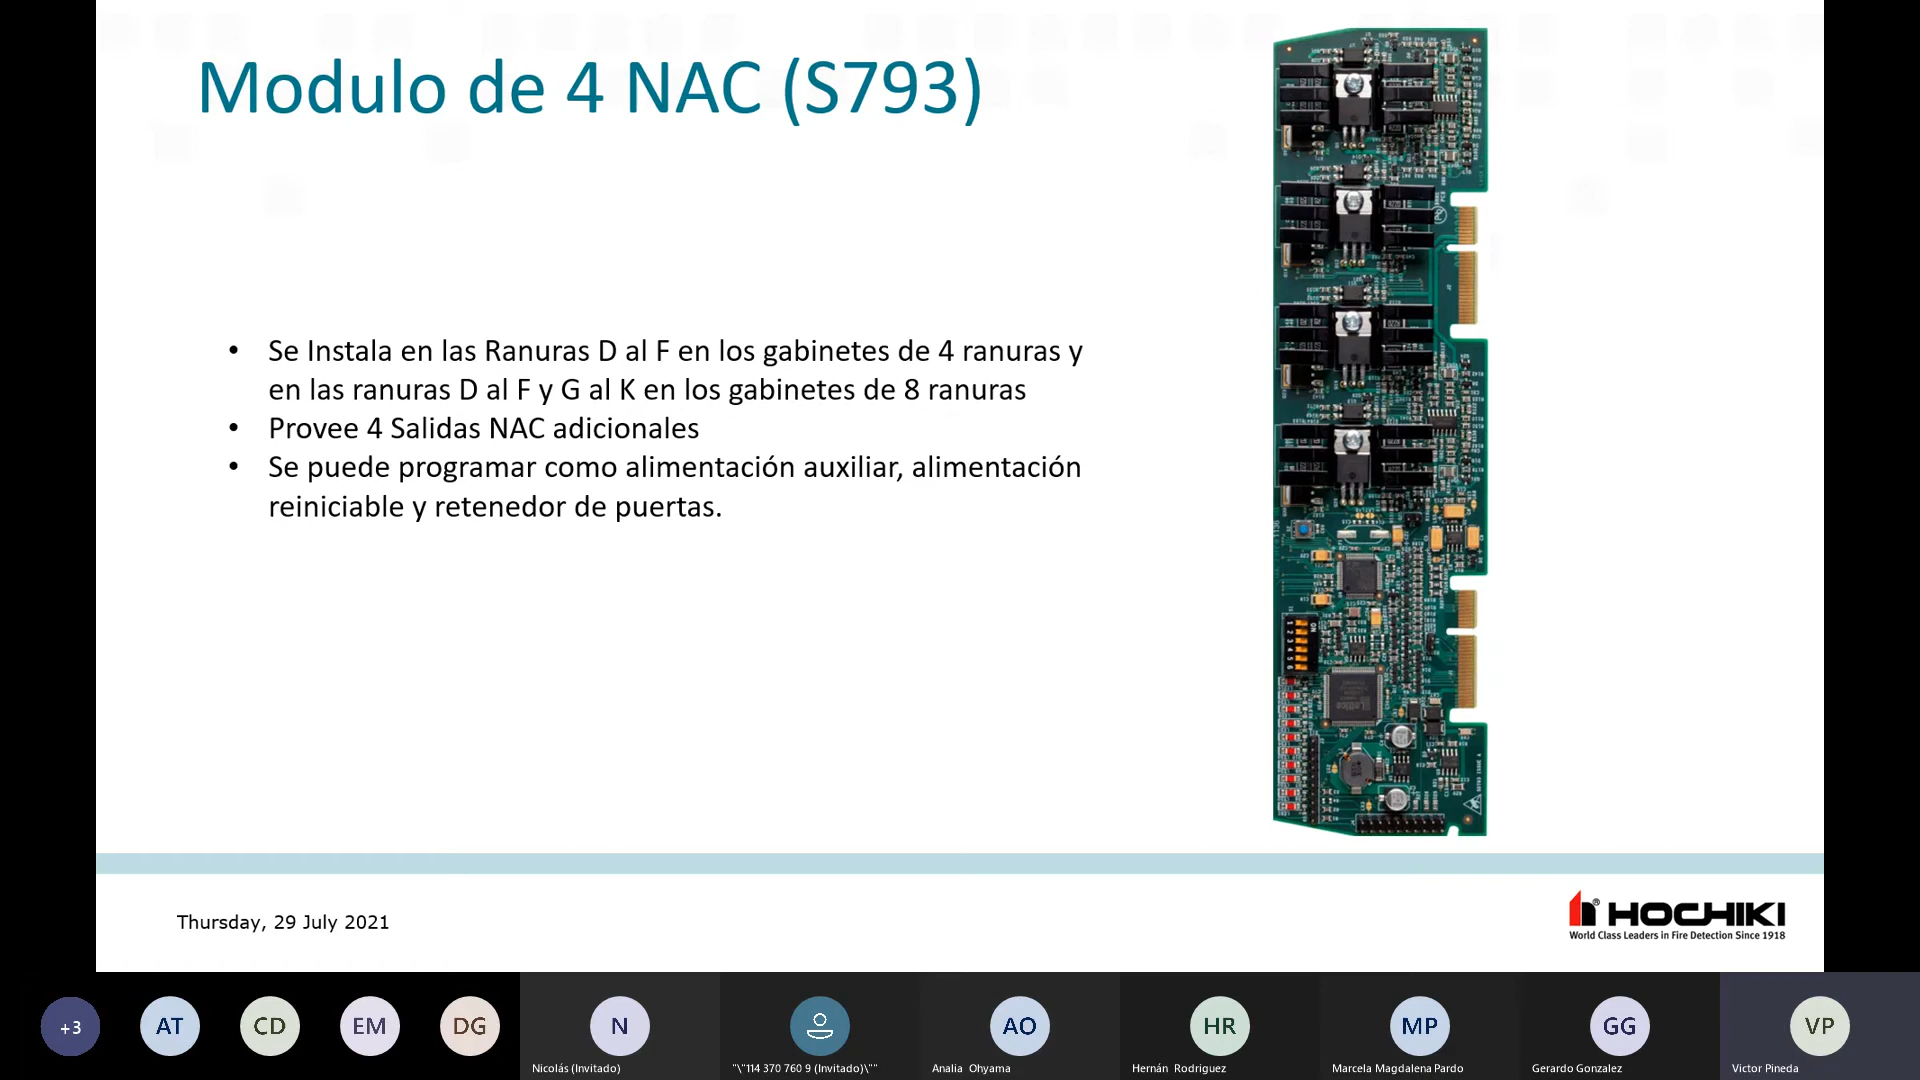 Modulo de 4 NAC (S793)
• Se Instala en las Ranuras D al F en los gabinetes de 4 ranuras y
en las ranuras D al F y G al K en los gabinetes de 8 ranuras
• Provee 4 Salidas NAC adicionales
• Se puede programar como alimentación auxiliar, alimentación
reiniciable y retenedor de puertas.
Thursday, 29 July 2021
HOCHIKI
World Class Leaders in Fire Detection Since 1918
+3 AT CD EM DG N AO HR MP GG VP
Nicolás (Invitado) "\"114 370 760 9 (Invitado)\"" Analia Ohyama Hernán Rodriguez Marcela Magdalena Pardo Gerardo Gonzalez Victor Pineda